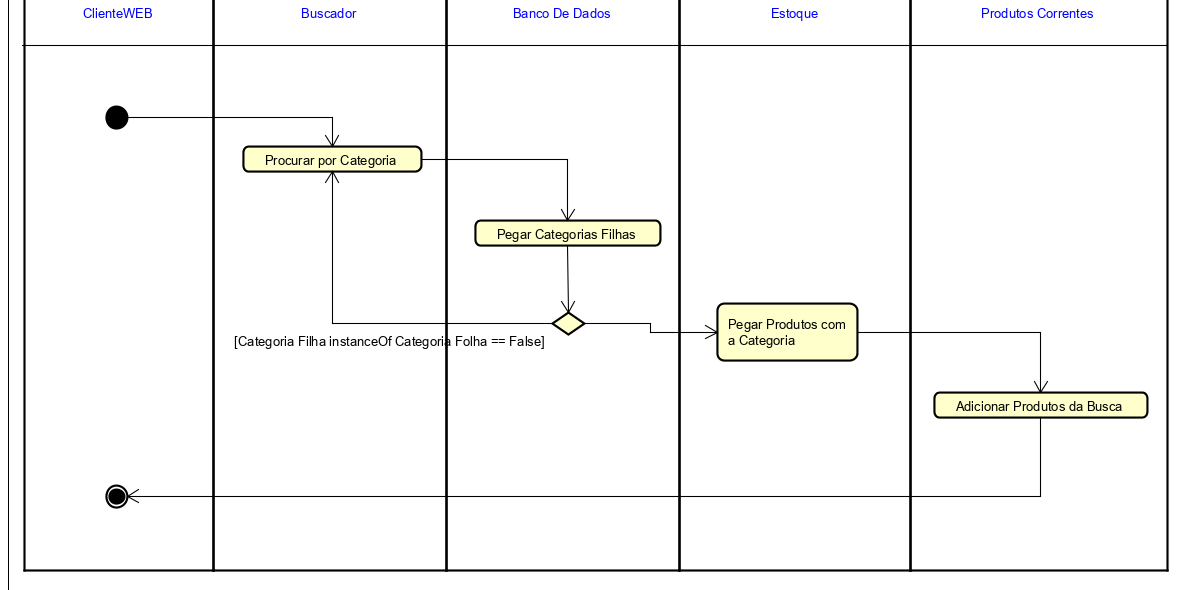 ClienteWEB
Buscador
Banco De Dados
Estoque
Produtos Correntes
Procurar por Categoria
Pegar Categorias Filhas
[Categoria Filha instanceOf Categoria Folha == False]
Pegar Produtos com
a Categoria
Adicionar Produtos da Busca